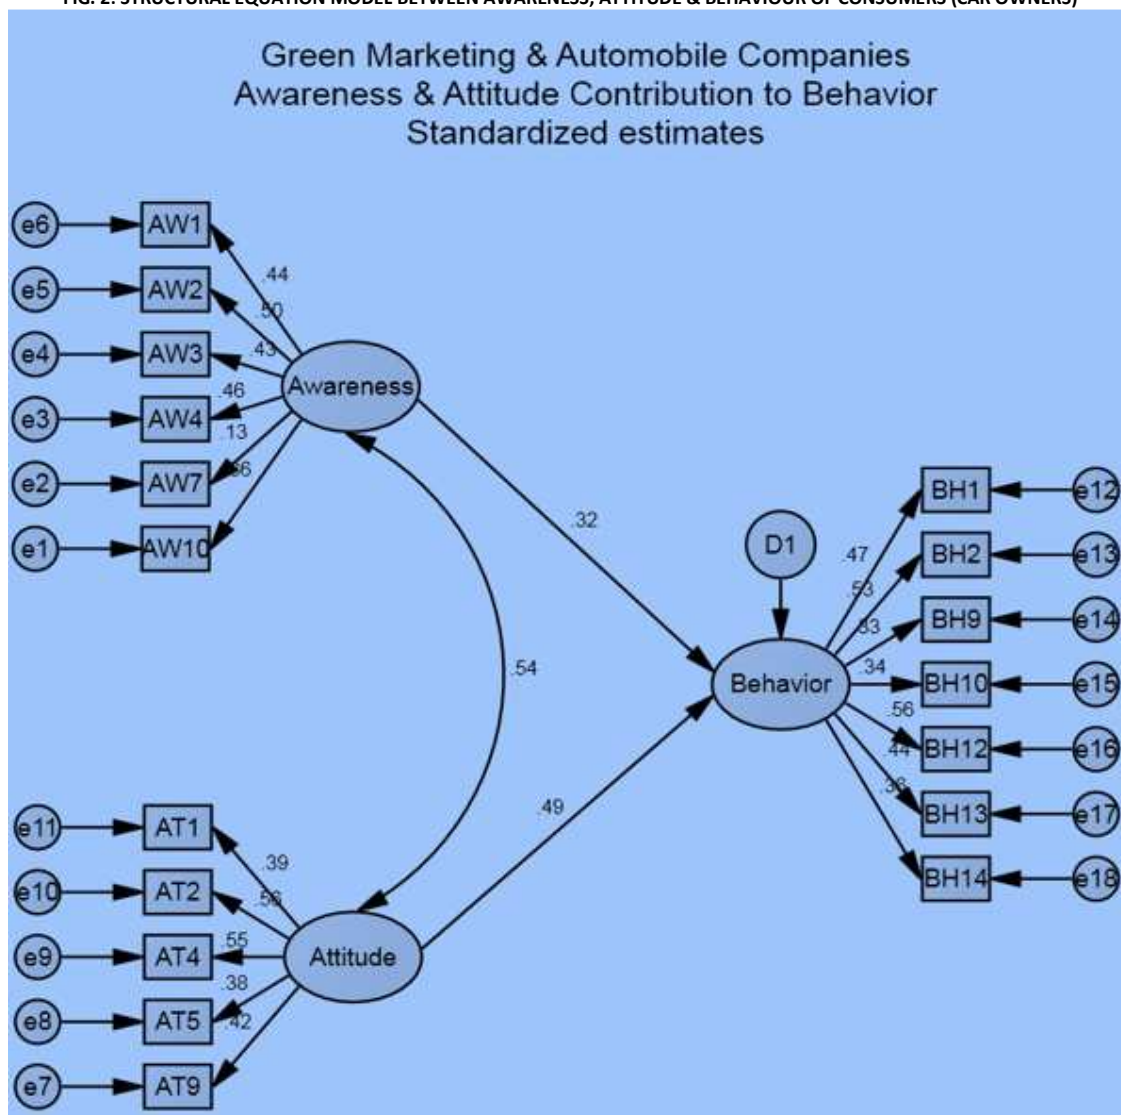 FIG. 2: STRUCTURAL EQUATION MODEL BETWEEN AWARENESS, ATTITUDE & BEHAVIOUR OF CONSUMERS (CAR OWNERS)
Green Marketing & Automobile Companies
Awareness & Attitude Contribution to Behavior
Standardized estimates
e6 AW1
.44
e5 AW2
.50
e4 AW3
.43
Awareness
.46
e3 AW4
.13
e2 AW7
e1 AW10
.32
.54
.49
D1
Behavior
BH1 e12
.47
BH2 e13
.53
BH9 e14
.33
.34
BH10 e15
.56
BH12 e16
.44
BH13 e17
BH14 e18
e11 AT1
.39
e10 AT2
.56
.55
e9 AT4
Attitude
.38
e8 AT5
.42
e7 AT9